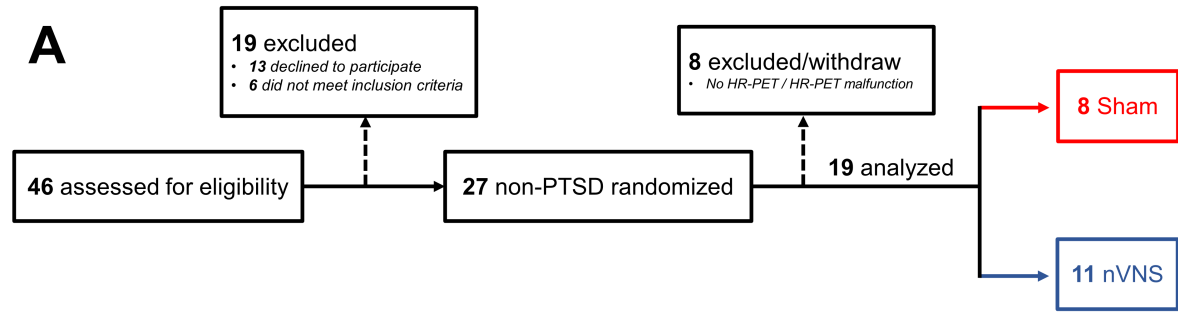 A
19 excluded
• 13 declined to participate
• 6 did not meet inclusion criteria
8 excluded/withdraw
• No HR-PET / HR-PET malfunction
8 Sham
46 assessed for eligibility
27 non-PTSD randomized
19 analyzed
11 nVNS